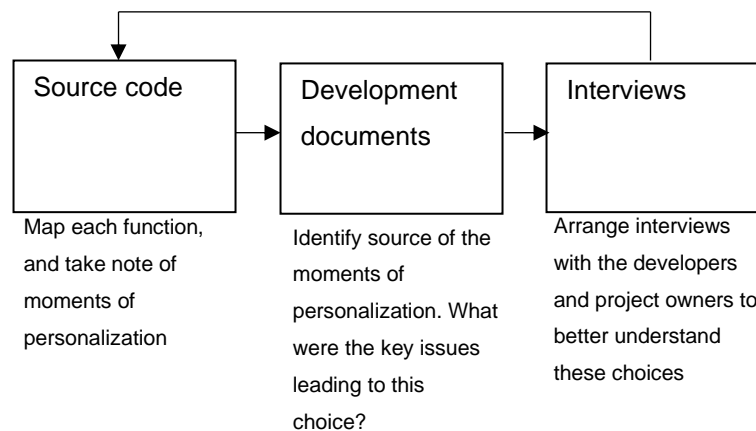 Source code
Map each function,
and take note of
moments of
personalization
Development
documents
Identify source of the
moments of
personalization. What
were the key issues
leading to this
choice?
Interviews
Arrange interviews
with the developers
and project owners to
better understand
these choices